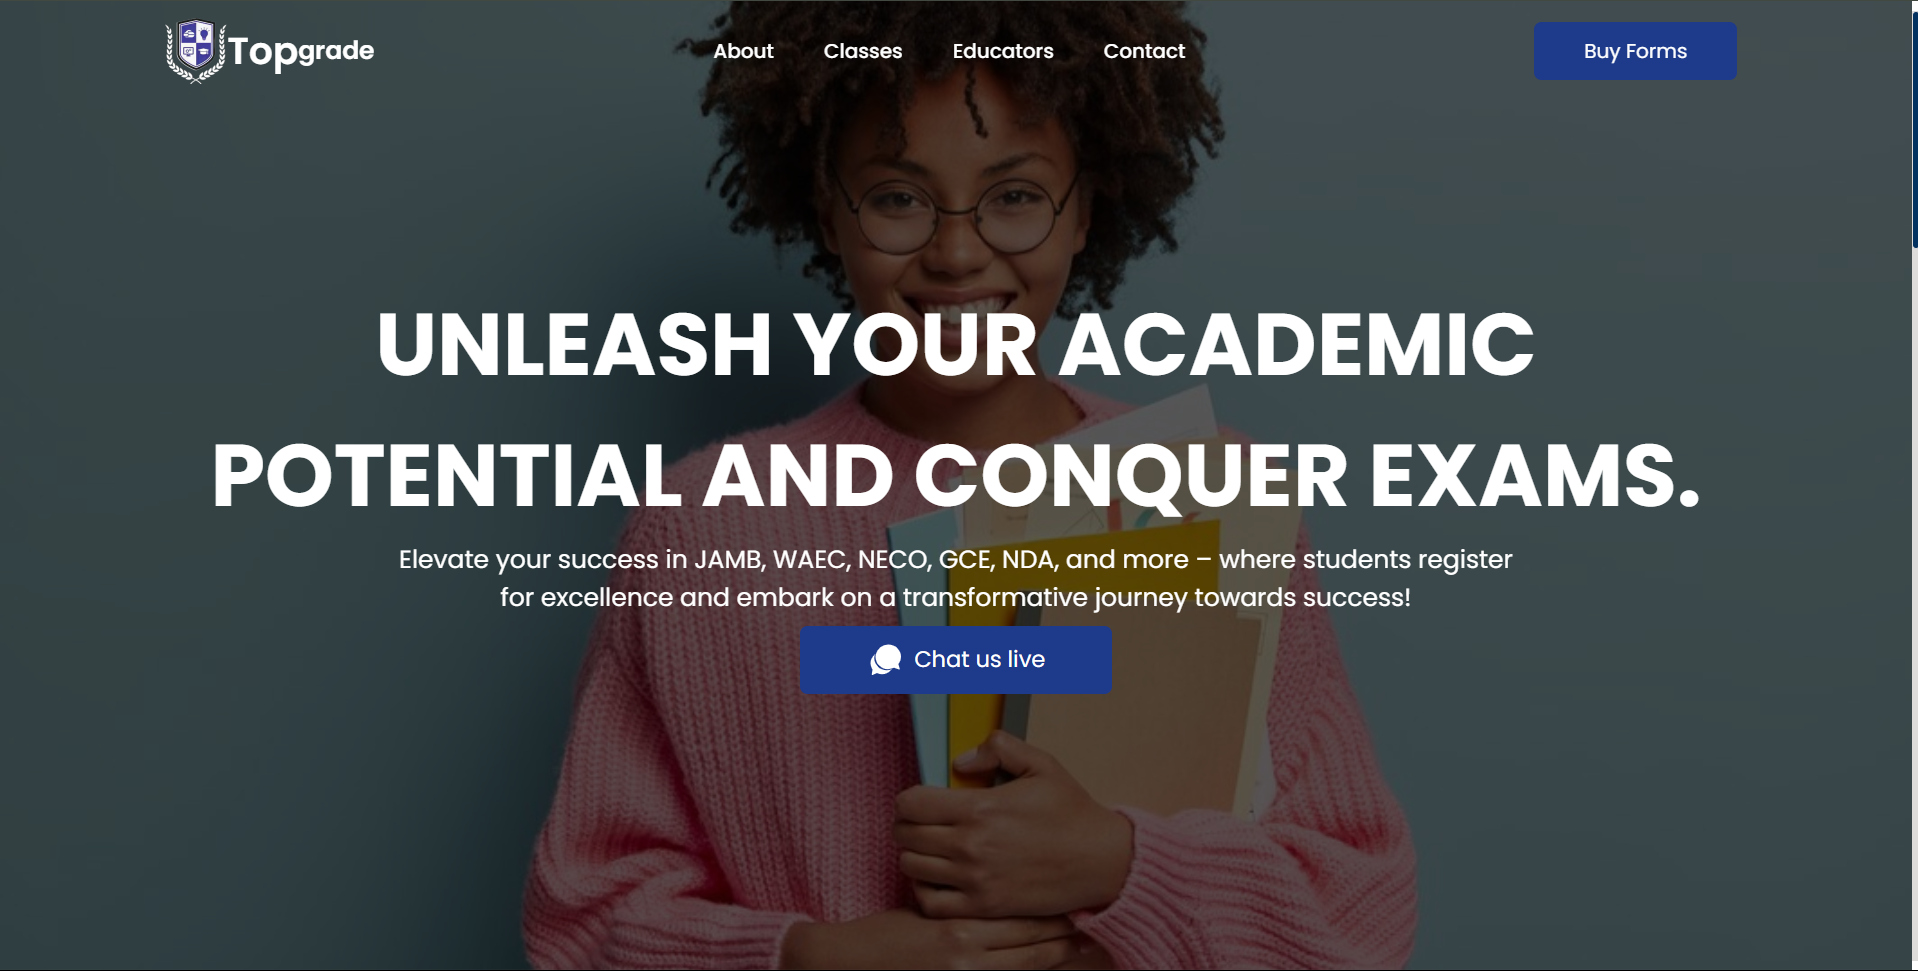 Topgrade
About
Classes
Educators
Contact
Buy Forms
UNLEASH YOUR ACADEMIC
POTENTIAL AND CONQUER EXAMS.
Elevate your success in JAMB, WAEC, NECO, GCE, NDA, and more – where students register
for excellence and embark on a transformative journey towards success!
Chat us live